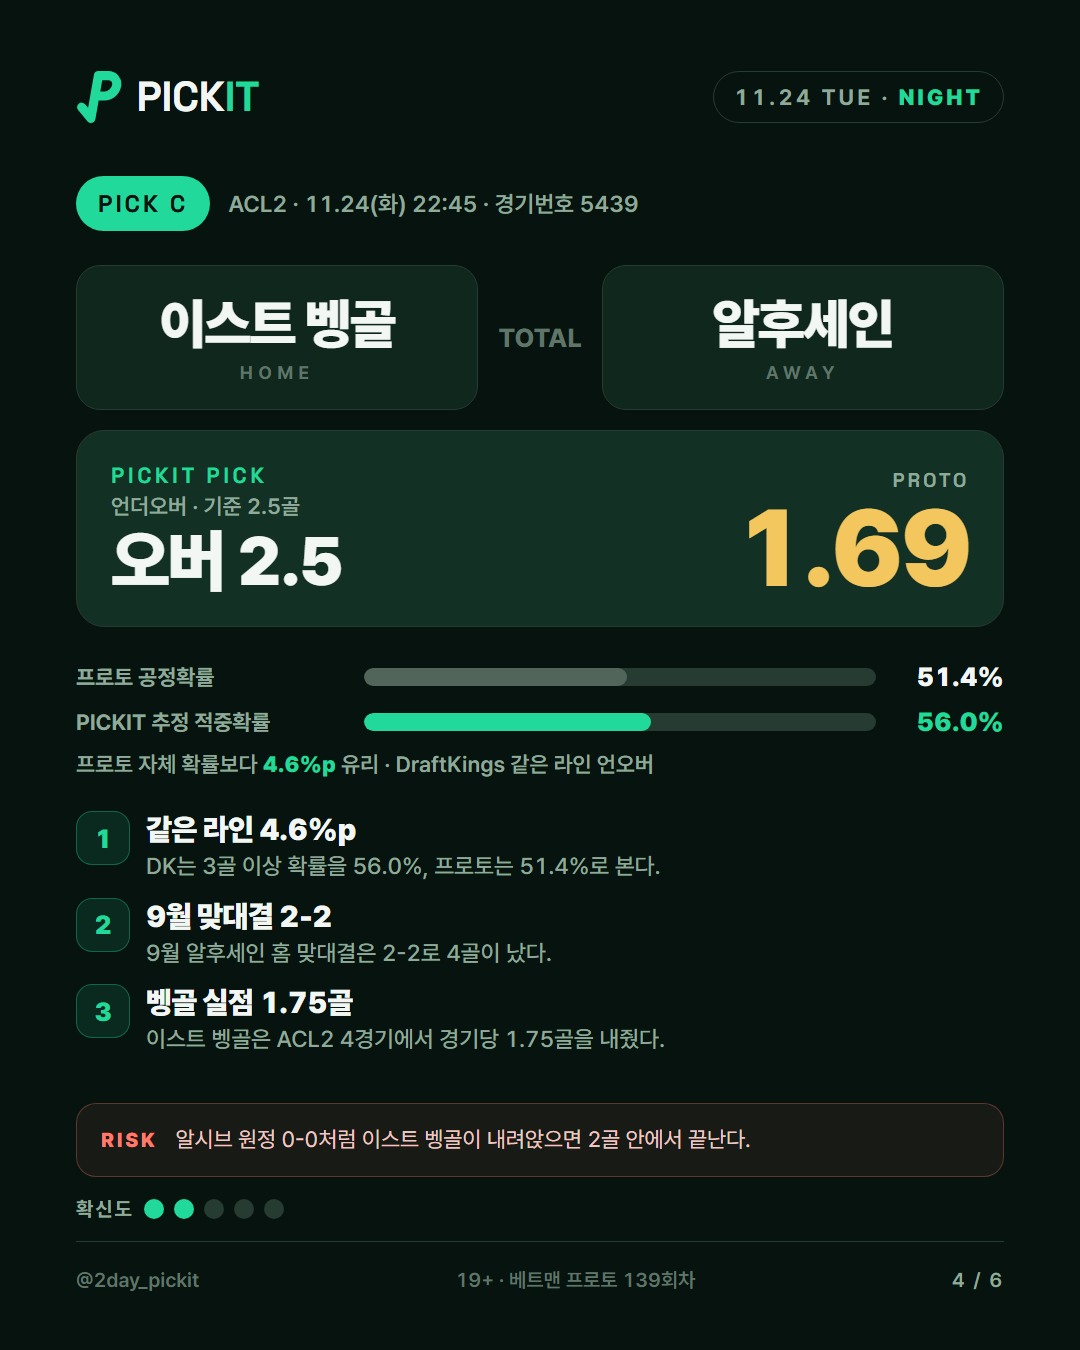 PICKIT
11.24 TUE · NIGHT
PICK C
ACL2 · 11.24(화) 22:45 · 경기번호 5439
이스트 벵골
HOME
TOTAL
알후세인
AWAY
PICKIT PICK
언더오버 · 기준 2.5골
오버 2.5
PROTO
1.69
프로토 공정확률 51.4%
PICKIT 추정 적중확률 56.0%
프로토 자체 확률보다 4.6%p 유리 · DraftKings 같은 라인 언오버
1
같은 라인 4.6%p
DK는 3골 이상 확률을 56.0%, 프로토는 51.4%로 본다.
2
9월 맞대결 2-2
9월 알후세인 홈 맞대결은 2-2로 4골이 났다.
3
벵골 실점 1.75골
이스트 벵골은 ACL2 4경기에서 경기당 1.75골을 내줬다.
RISK 알시브 원정 0-0처럼 이스트 벵골이 내려앉으면 2골 안에서 끝난다.
확신도
@2day_pickit
19+ · 베트맨 프로토 139회차
4 / 6